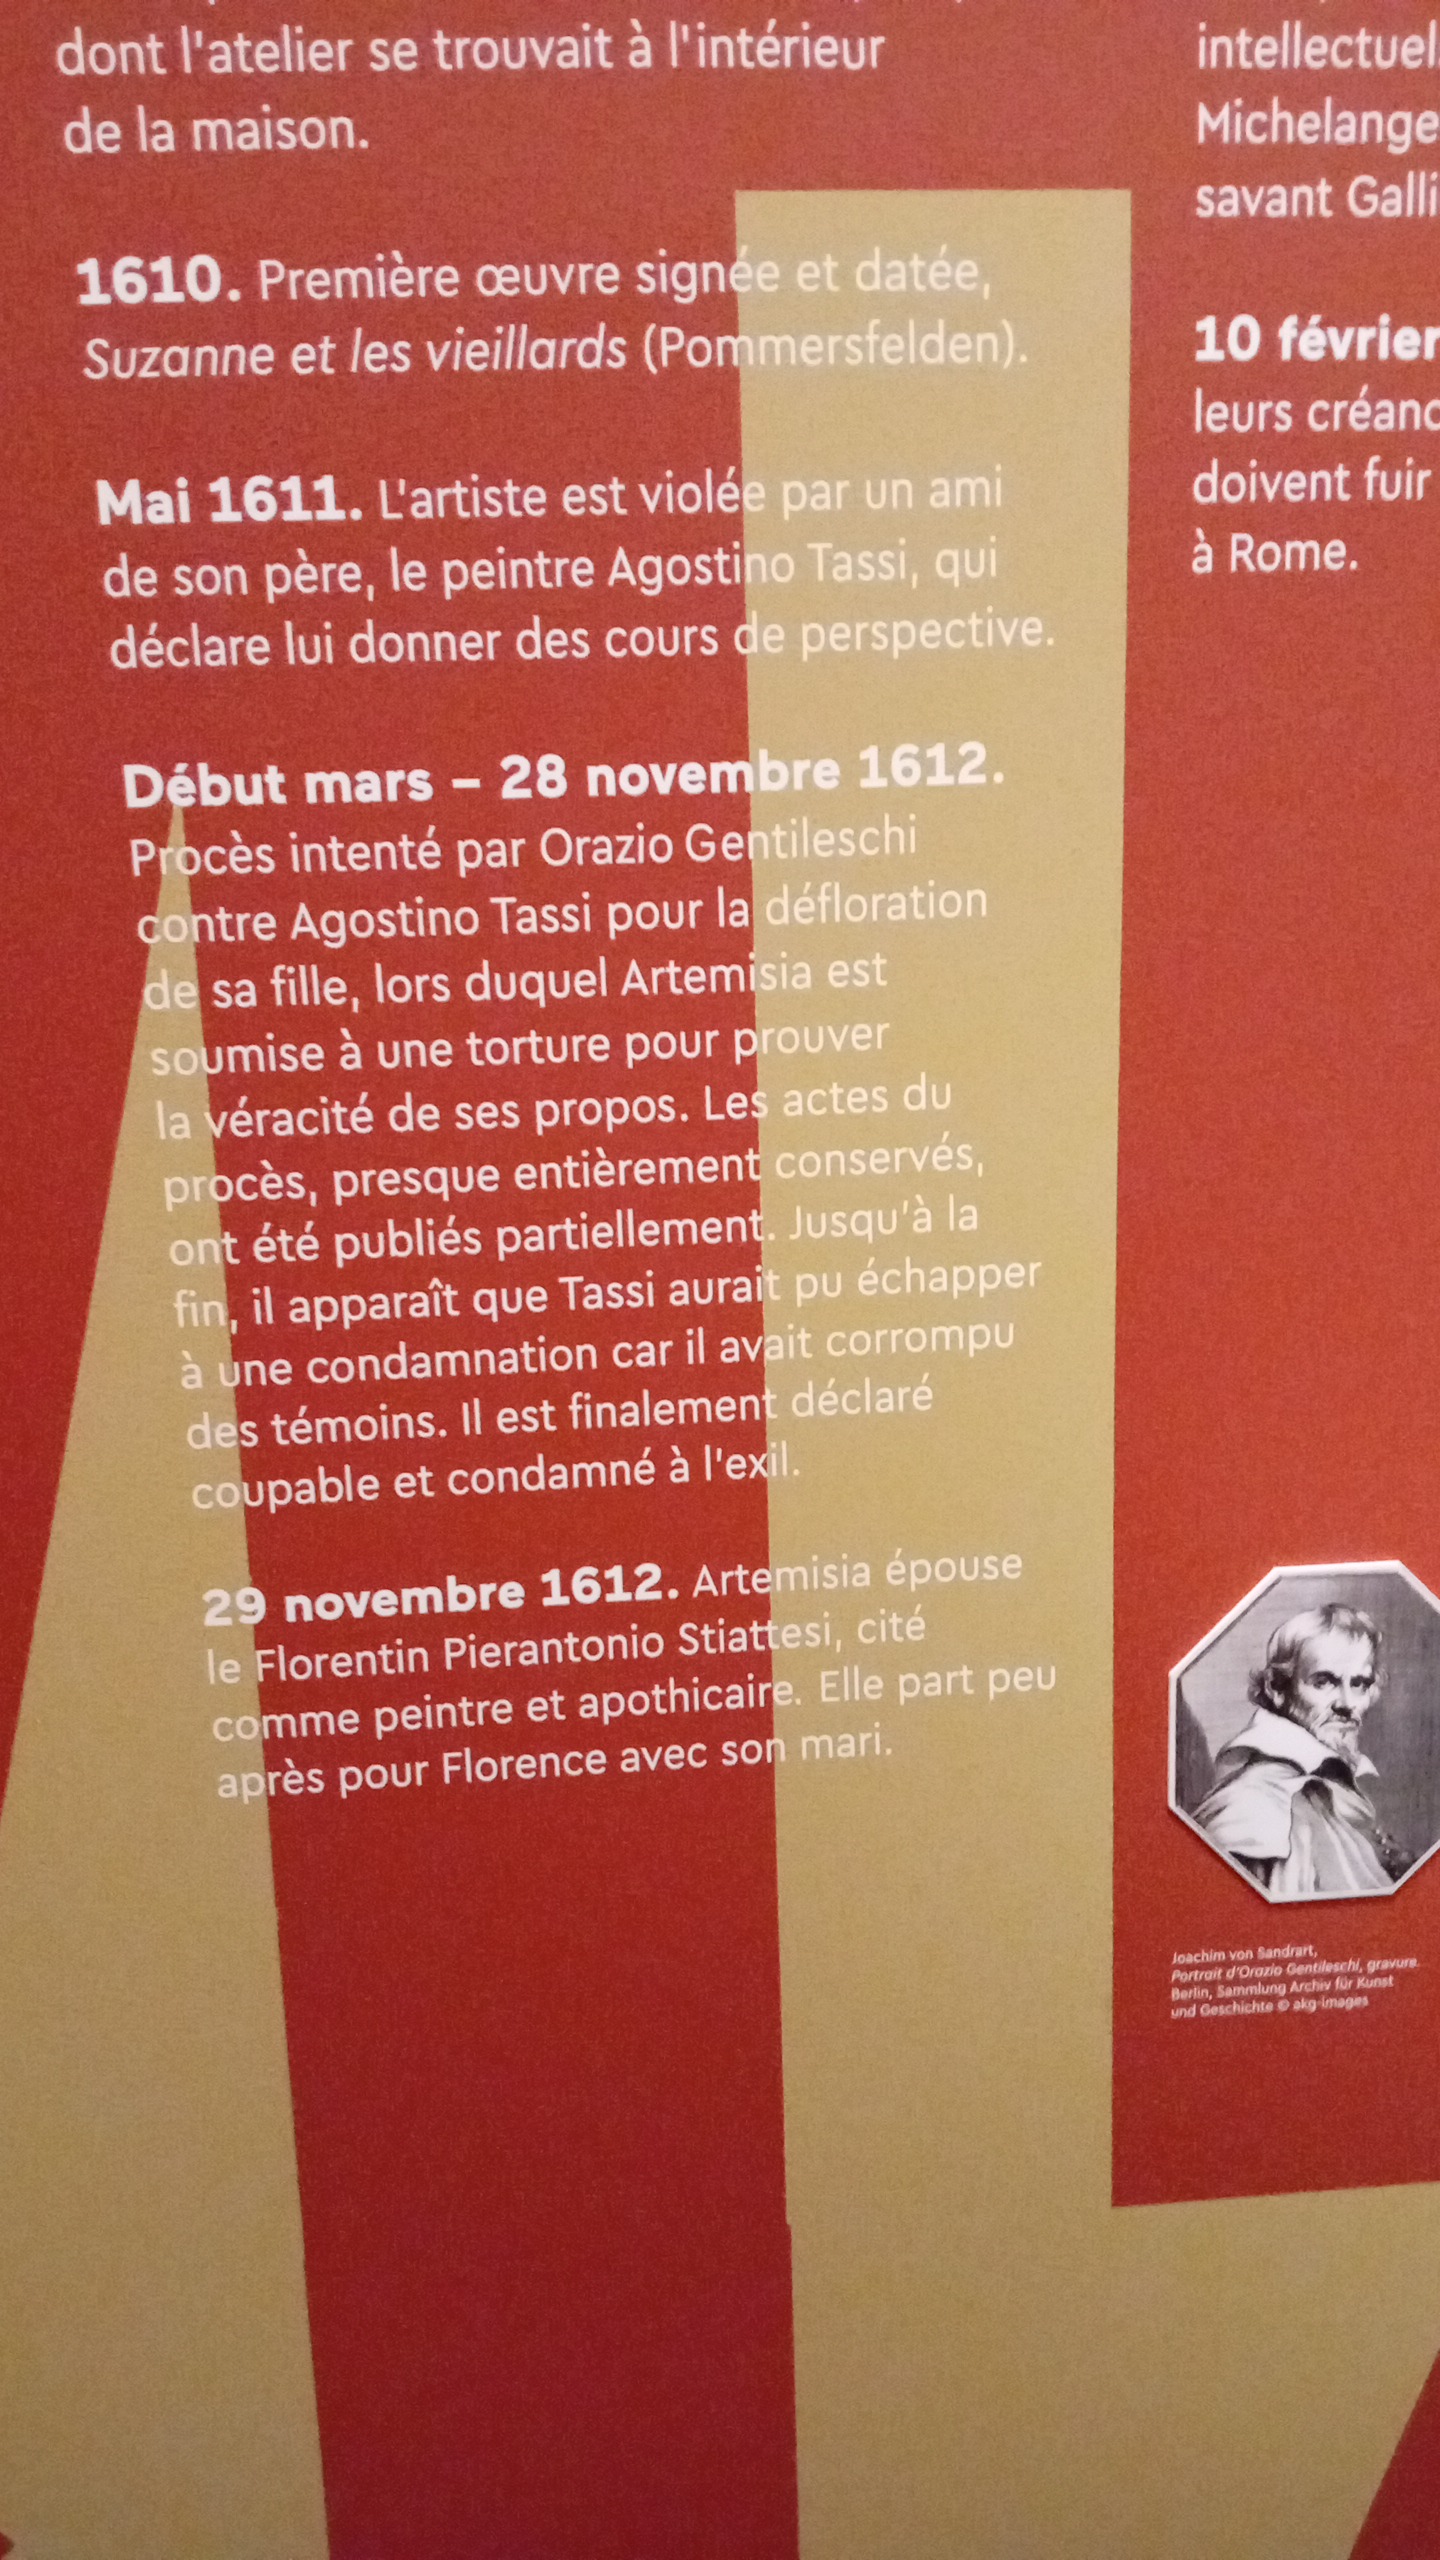 dont l'atelier se trouvait à l'intérieur
de la maison.
1610. Première œuvre signée et datée,
Suzanne et les vieillards (Pommersfelden).
Mai 1611. L'artiste est violée par un ami
de son père, le peintre Agostino Tassi, qui
déclare lui donner des cours de perspective.
Début mars – 28 novembre 1612.
Procès intenté par Orazio Gentileschi
contre Agostino Tassi pour la défloration
de sa fille, lors duquel Artemisia est
soumise à une torture pour prouver
la véracité de ses propos. Les actes du
procès, presque entièrement conservés,
ont été publiés partiellement. Jusqu'à la
fin, il apparaît que Tassi aurait pu échapper
à une condamnation car il avait corrompu
des témoins. Il est finalement déclaré
coupable et condamné à l'exil.
29 novembre 1612. Artemisia épouse
le Florentin Pierantonio Stiattesi, cité
comme peintre et apothicaire. Elle part peu
après pour Florence avec son mari.
intellectuel
Michelange
savant Galli
10 février
leurs créanc
doivent fuir
à Rome.
Joachim von Sandrart,
Portrait d'Orazio Gentileschi, gravure.
Berlin, Sammlung Archiv für Kunst
und Geschichte © akg-images